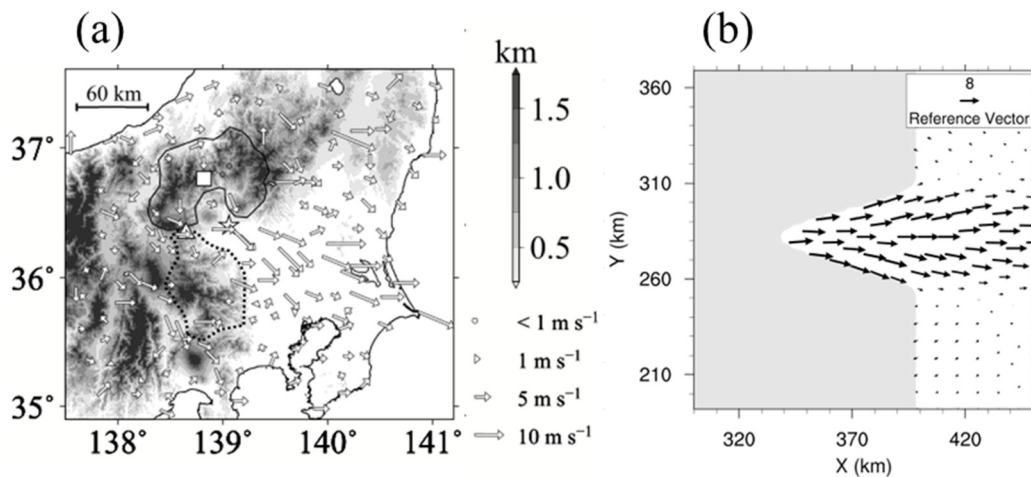 (a)
60 km
37°
36°
35°
138°
139°
140°
141°
km
1.5
1.0
0.5
< 1 m s⁻¹
1 m s⁻¹
5 m s⁻¹
10 m s⁻¹
(b)
8
Reference Vector
360
310
260
210
Y (km)
320
370
420
X (km)